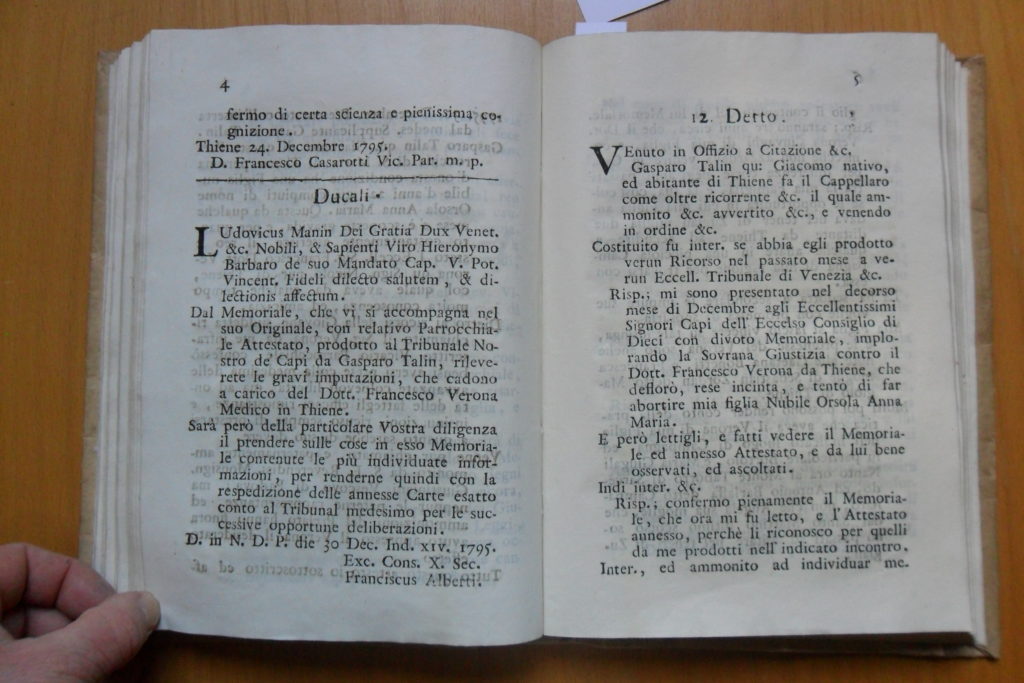 4
fermo di certa scienza e pienissima co-
gnizione.
Thiene 24. Decembre 1795.
D. Francesco Casarotti Vic. Par. m. p.
Ducali.
LUdovicus Manin Dei Gratia Dux Venet.
&c. Nobili, & Sapienti Viro Hieronymo
Barbaro de suo Mandato Cap. V. Pot.
Vincent. Fideli dilecto salutem, & di-
lectionis affectum.
Dal Memoriale, che vi si accompagna nel
suo Originale, con relativo Parrocchia-
le Attestato, prodotto al Tribunale No-
stro de' Capi da Gasparo Talin, rileve-
rete le gravi imputazioni, che cadono
a carico del Dott. Francesco Verona
Medico in Thiene.
Sarà però della particolare Vostra diligenza
il prendere sulle cose in esso Memoria-
le contenute le più individuate infor-
mazioni, per renderne quindi con la
respedizione delle annesse Carte esatto
conto al Tribunal medesimo per le suc-
cessive opportune deliberazioni.
D. in N. D. P. die 30 Dec. Ind. XIV. 1795.
Exc. Cons. X. Sec.
Franciscus Alberti.
5
12. Detto.
VEnuto in Offizio a Citazione &c.
Gasparo Talin qu: Giacomo nativo,
ed abitante di Thiene fa il Cappellaro
come oltre ricorrente &c. il quale am-
monito &c. avvertito &c., e venendo
in ordine &c.
Costituito fu inter. se abbia egli prodotto
verun Ricorso nel passato mese a ve-
run Eccell. Tribunale di Venezia &c.
Risp.; mi sono presentato nel decorso
mese di Decembre agli Eccellentissimi
Signori Capi dell' Eccelso Consiglio di
Dieci con divoto Memoriale, implo-
rando la Sovrana Giustizia contro il
Dott. Francesco Verona da Thiene, che
deflorò, rese incinta, e tentò di far
abortire mia figlia Nubile Orsola Anna
Maria.
E però lettigli, e fatti vedere il Memoria-
le ed annesso Attestato, e da lui bene
osservati, ed ascoltati.
Indi inter. &c.
Risp.; confermo pienamente il Memoria-
le, che ora mi fu letto, e l'Attestato
annesso, perchè li riconosco per quelli
da me prodotti nell' indicato incontro.
Inter., ed ammonito ad individuar me-